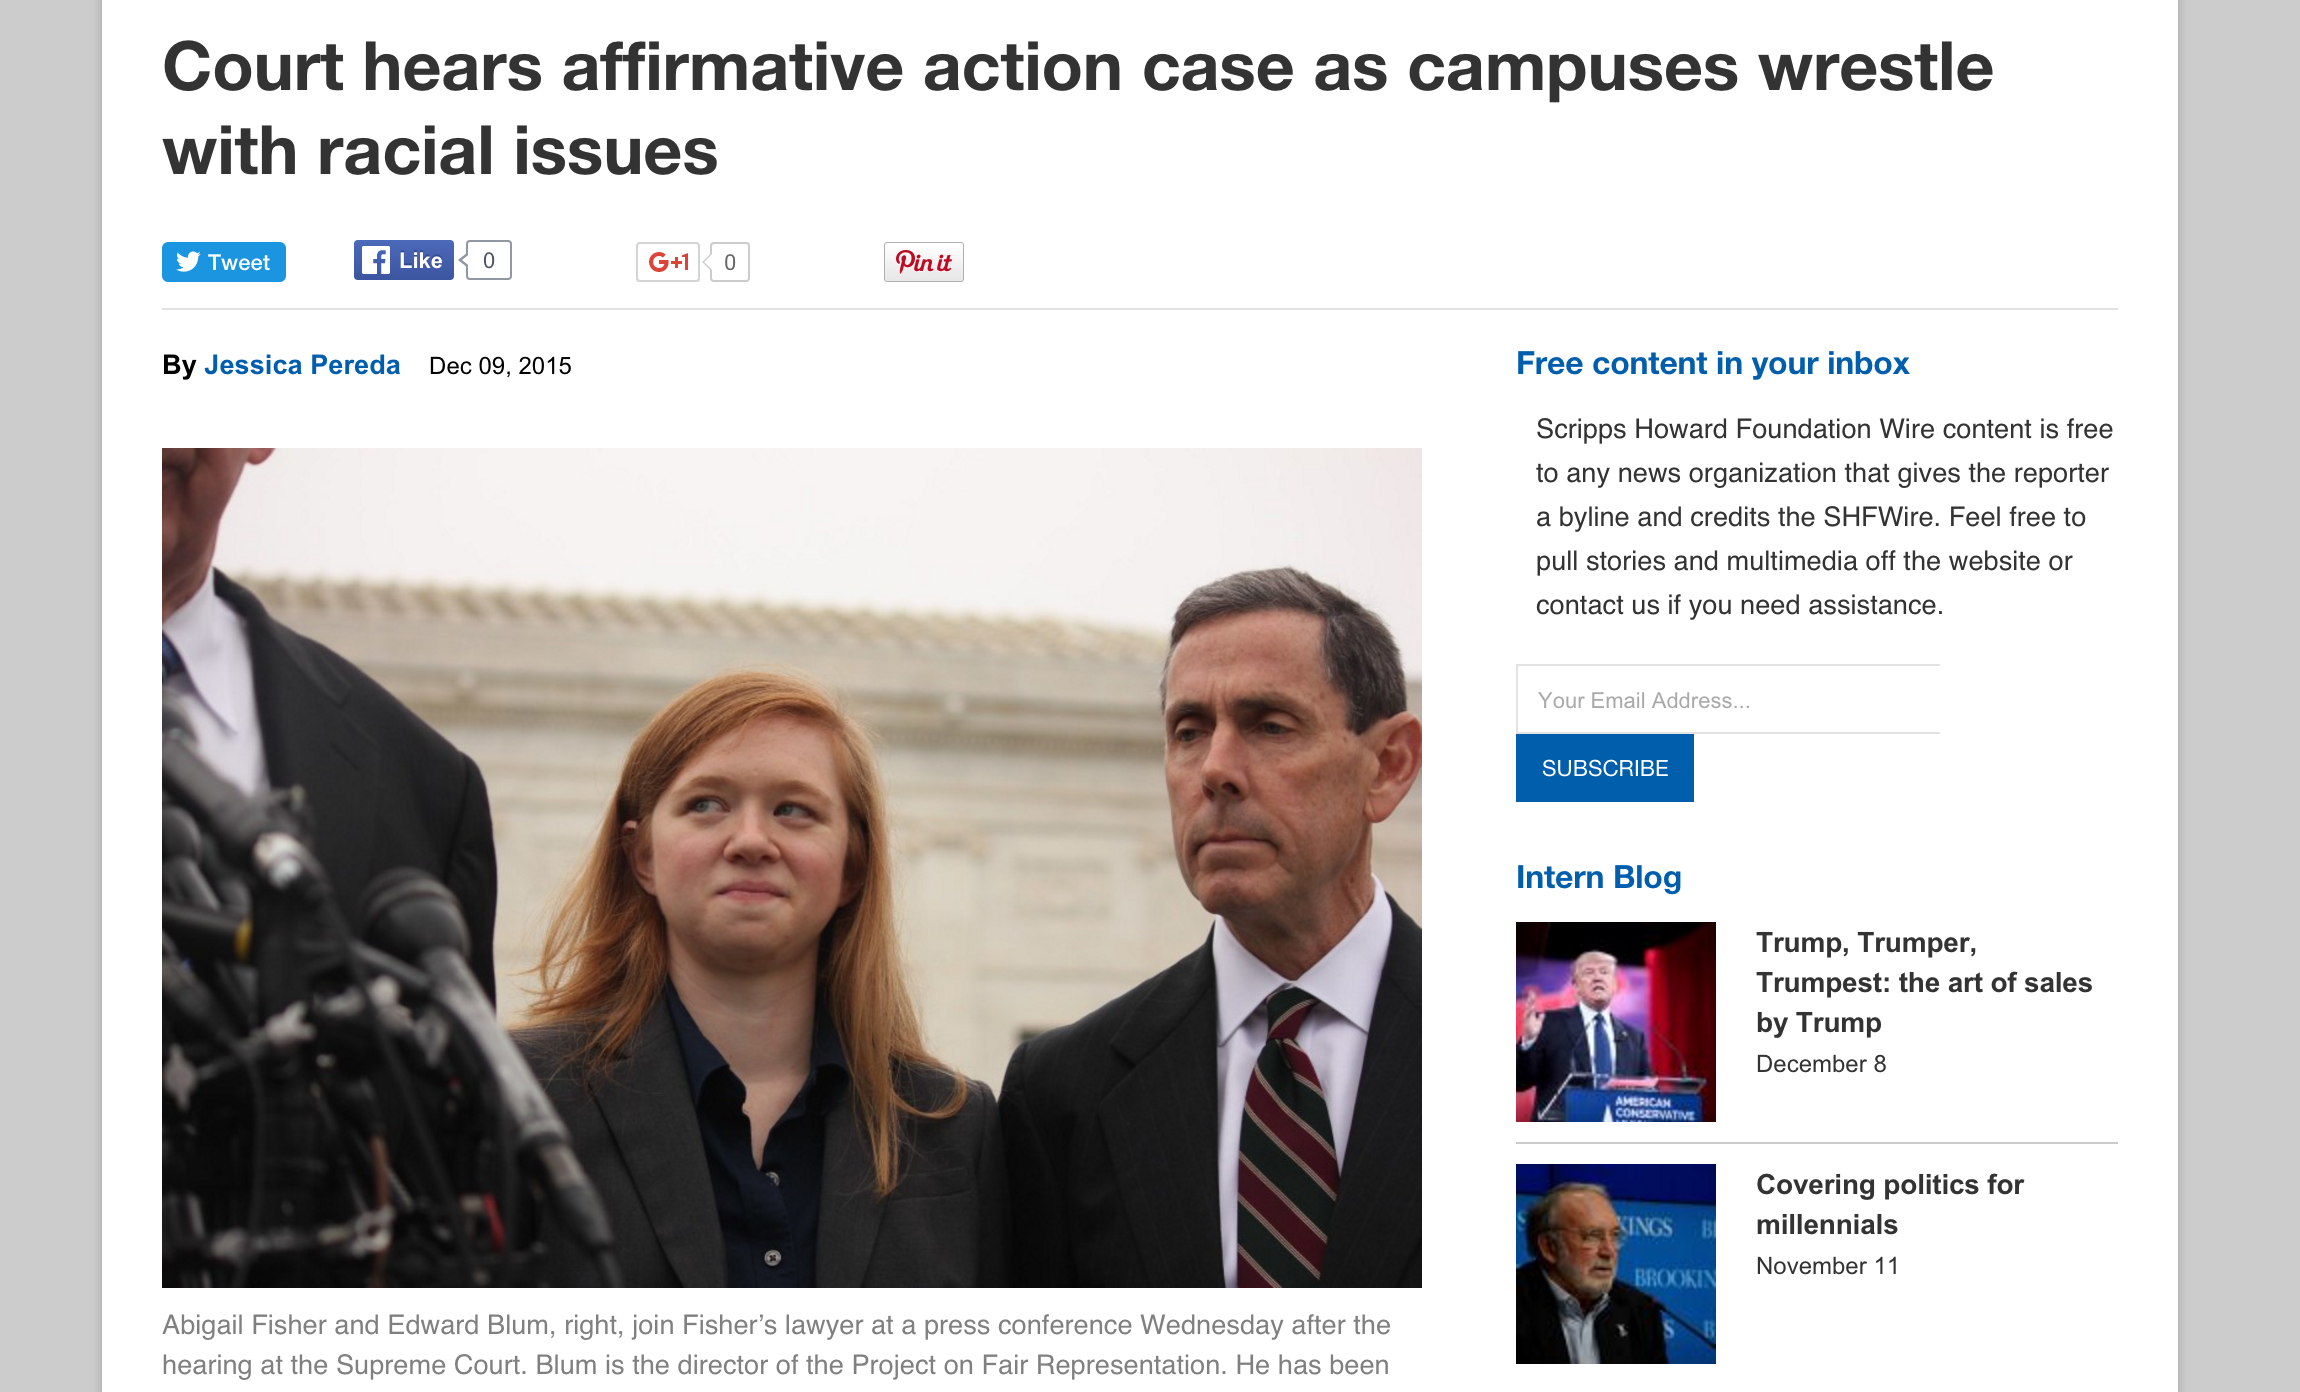 Court hears affirmative action case as campuses wrestle
with racial issues
Tweet
Like
0
G+1
0
Pin it
By Jessica Pereda Dec 09, 2015
Abigail Fisher and Edward Blum, right, join Fisher’s lawyer at a press conference Wednesday after the
hearing at the Supreme Court. Blum is the director of the Project on Fair Representation. He has been
Free content in your inbox
Scripps Howard Foundation Wire content is free
to any news organization that gives the reporter
a byline and credits the SHFWire. Feel free to
pull stories and multimedia off the website or
contact us if you need assistance.
Your Email Address...
SUBSCRIBE
Intern Blog
AMERICAN
CONSERVATIVE
Trump, Trumper,
Trumpest: the art of sales
by Trump
December 8
KINGS B
BROOKIN
S B
Covering politics for
millennials
November 11